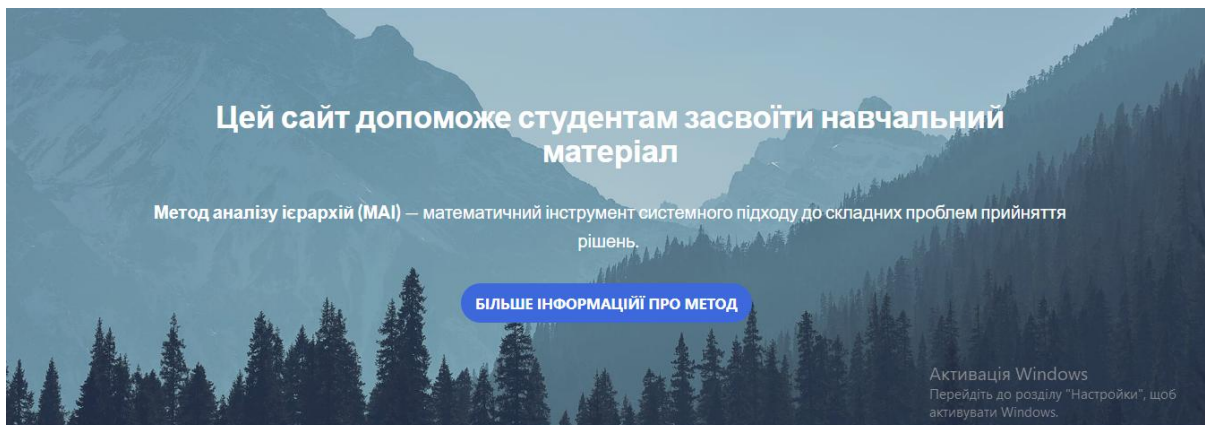 Цей сайт допоможе студентам засвоїти навчальний
матеріал
Метод аналізу ієрархій (МАІ) — математичний інструмент системного підходу до складних проблем прийняття
рішень.
БІЛЬШЕ ІНФОРМАЦІЙЇ ПРО МЕТОД
Активація Windows
Перейдіть до розділу "Настройки", щоб
активувати Windows.